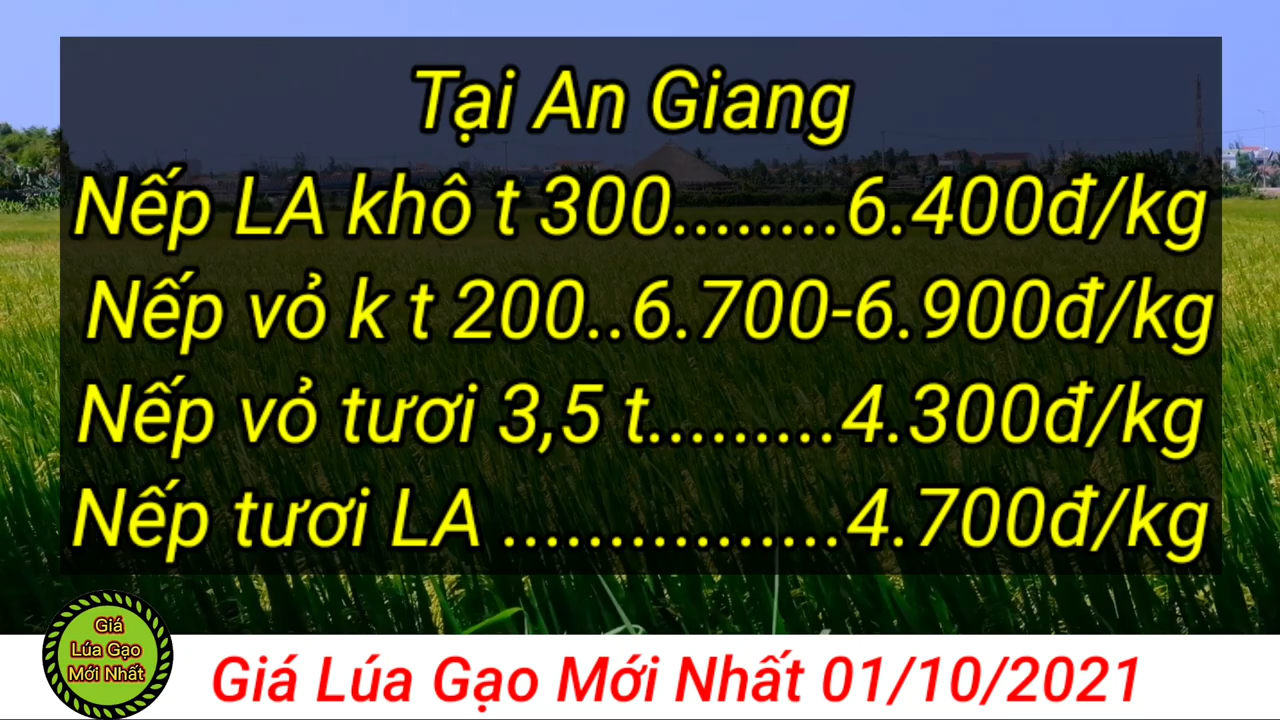 Tại An Giang
Nếp LA khô t 300........6.400đ/kg
Nếp vỏ k t 200..6.700-6.900đ/kg
Nếp vỏ tươi 3,5 t.........4.300đ/kg
Nếp tươi LA ................4.700đ/kg
Giá
Lúa Gạo
Mới Nhất
Giá Lúa Gạo Mới Nhất 01/10/2021